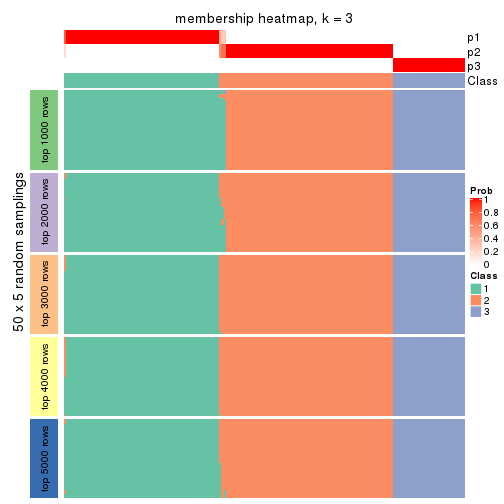 membership heatmap, k = 3
p1
p2
p3
Class
50 x 5 random samplings
top 1000 rows
top 2000 rows
top 3000 rows
top 4000 rows
top 5000 rows
Prob
1
0.8
0.6
0.4
0.2
0
Class
1
2
3